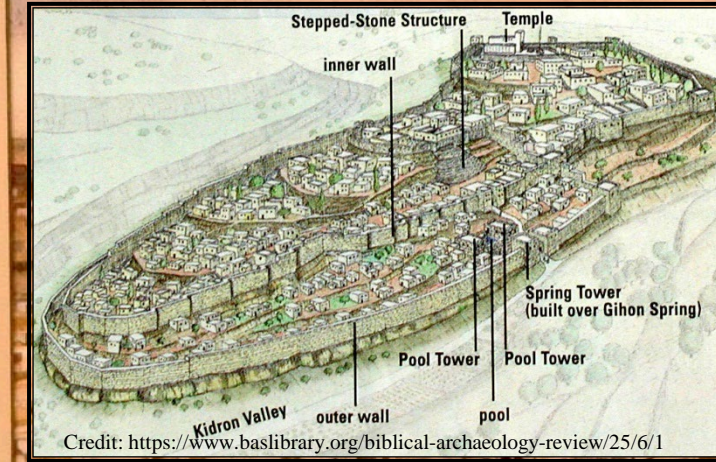 Stepped-Stone Structure
Temple
inner wall
Spring Tower
(built over Gihon Spring)
Pool Tower
Pool Tower
Kidron Valley
outer wall
pool
Credit: https://www.baslibrary.org/biblical-archaeology-review/25/6/1